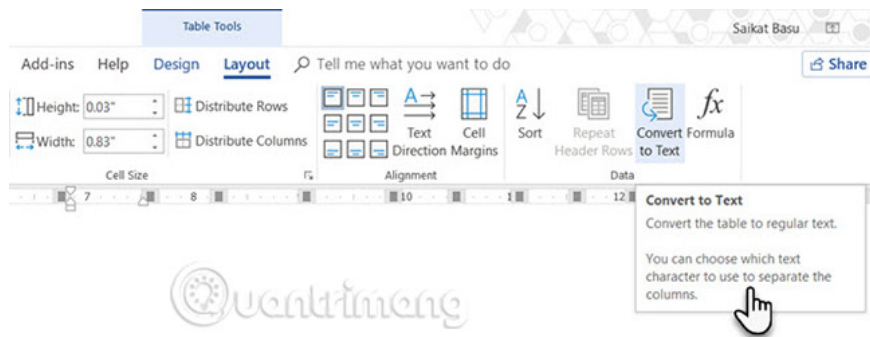 Table Tools
Saikat Basu
Add-ins Help Design Layout Tell me what you want to do Share
Height: 0.03" Distribute Rows
Width: 0.83" Distribute Columns
Text Direction
Cell Margins
A Z Sort
Repeat Header Rows
Convert to Text
fx Formula
Cell Size Alignment Data
7 8 10 1 12
Convert to Text
Convert the table to regular text.
You can choose which text
character to use to separate the
columns.
Quantrimang